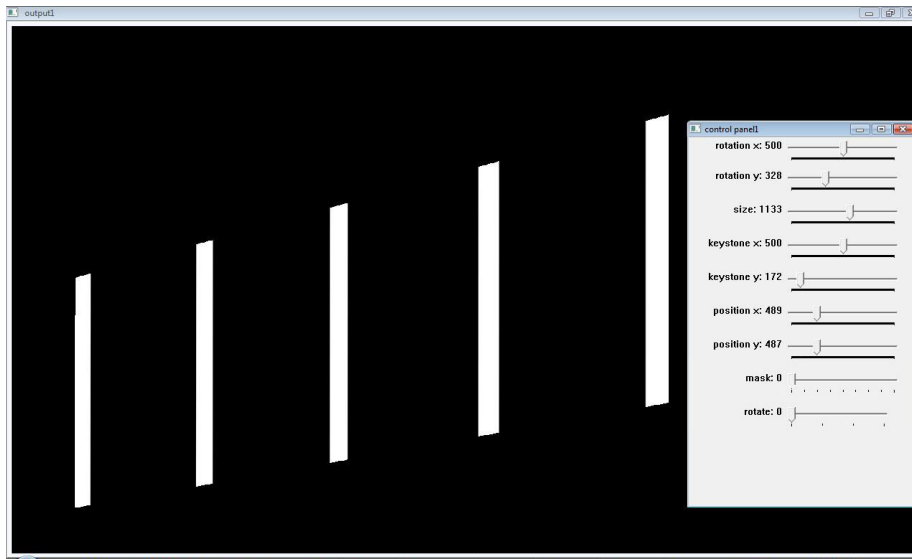 output1
control panel1
rotation x: 500
rotation y: 328
size: 1133
keystone x: 500
keystone y: 172
position x: 489
position y: 487
mask: 0
rotate: 0